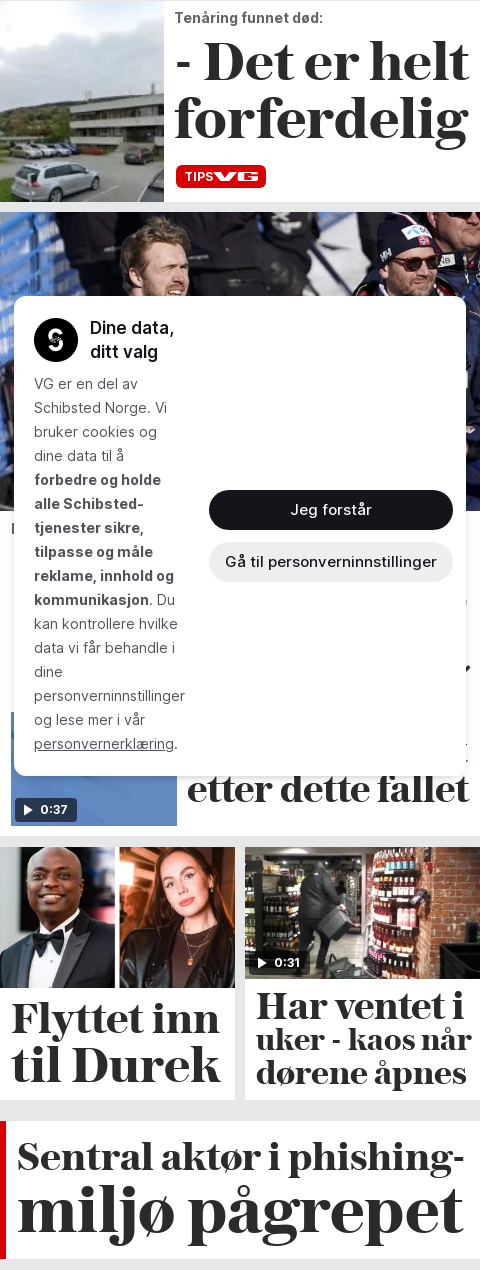 Tenåring funnet død:
- Det er helt
forferdelig
TIPS VG
Dine data,
ditt valg
VG er en del av
Schibsted Norge. Vi
bruker cookies og
dine data til å
forbedre og holde
alle Schibsted-
tjenester sikre,
tilpasse og måle
reklame, innhold og
kommunikasjon. Du
kan kontrollere hvilke
data vi får behandle i
dine
personverninnstillinger
og lese mer i vår
personvernerklæring.
Jeg forstår
Gå til personverninnstillinger
0:37
etter dette fallet
Flyttet inn
til Durek
0:31
Har ventet i
uker - kaos når
dørene åpnes
Sentral aktør i phishing-
miljø pågrepet